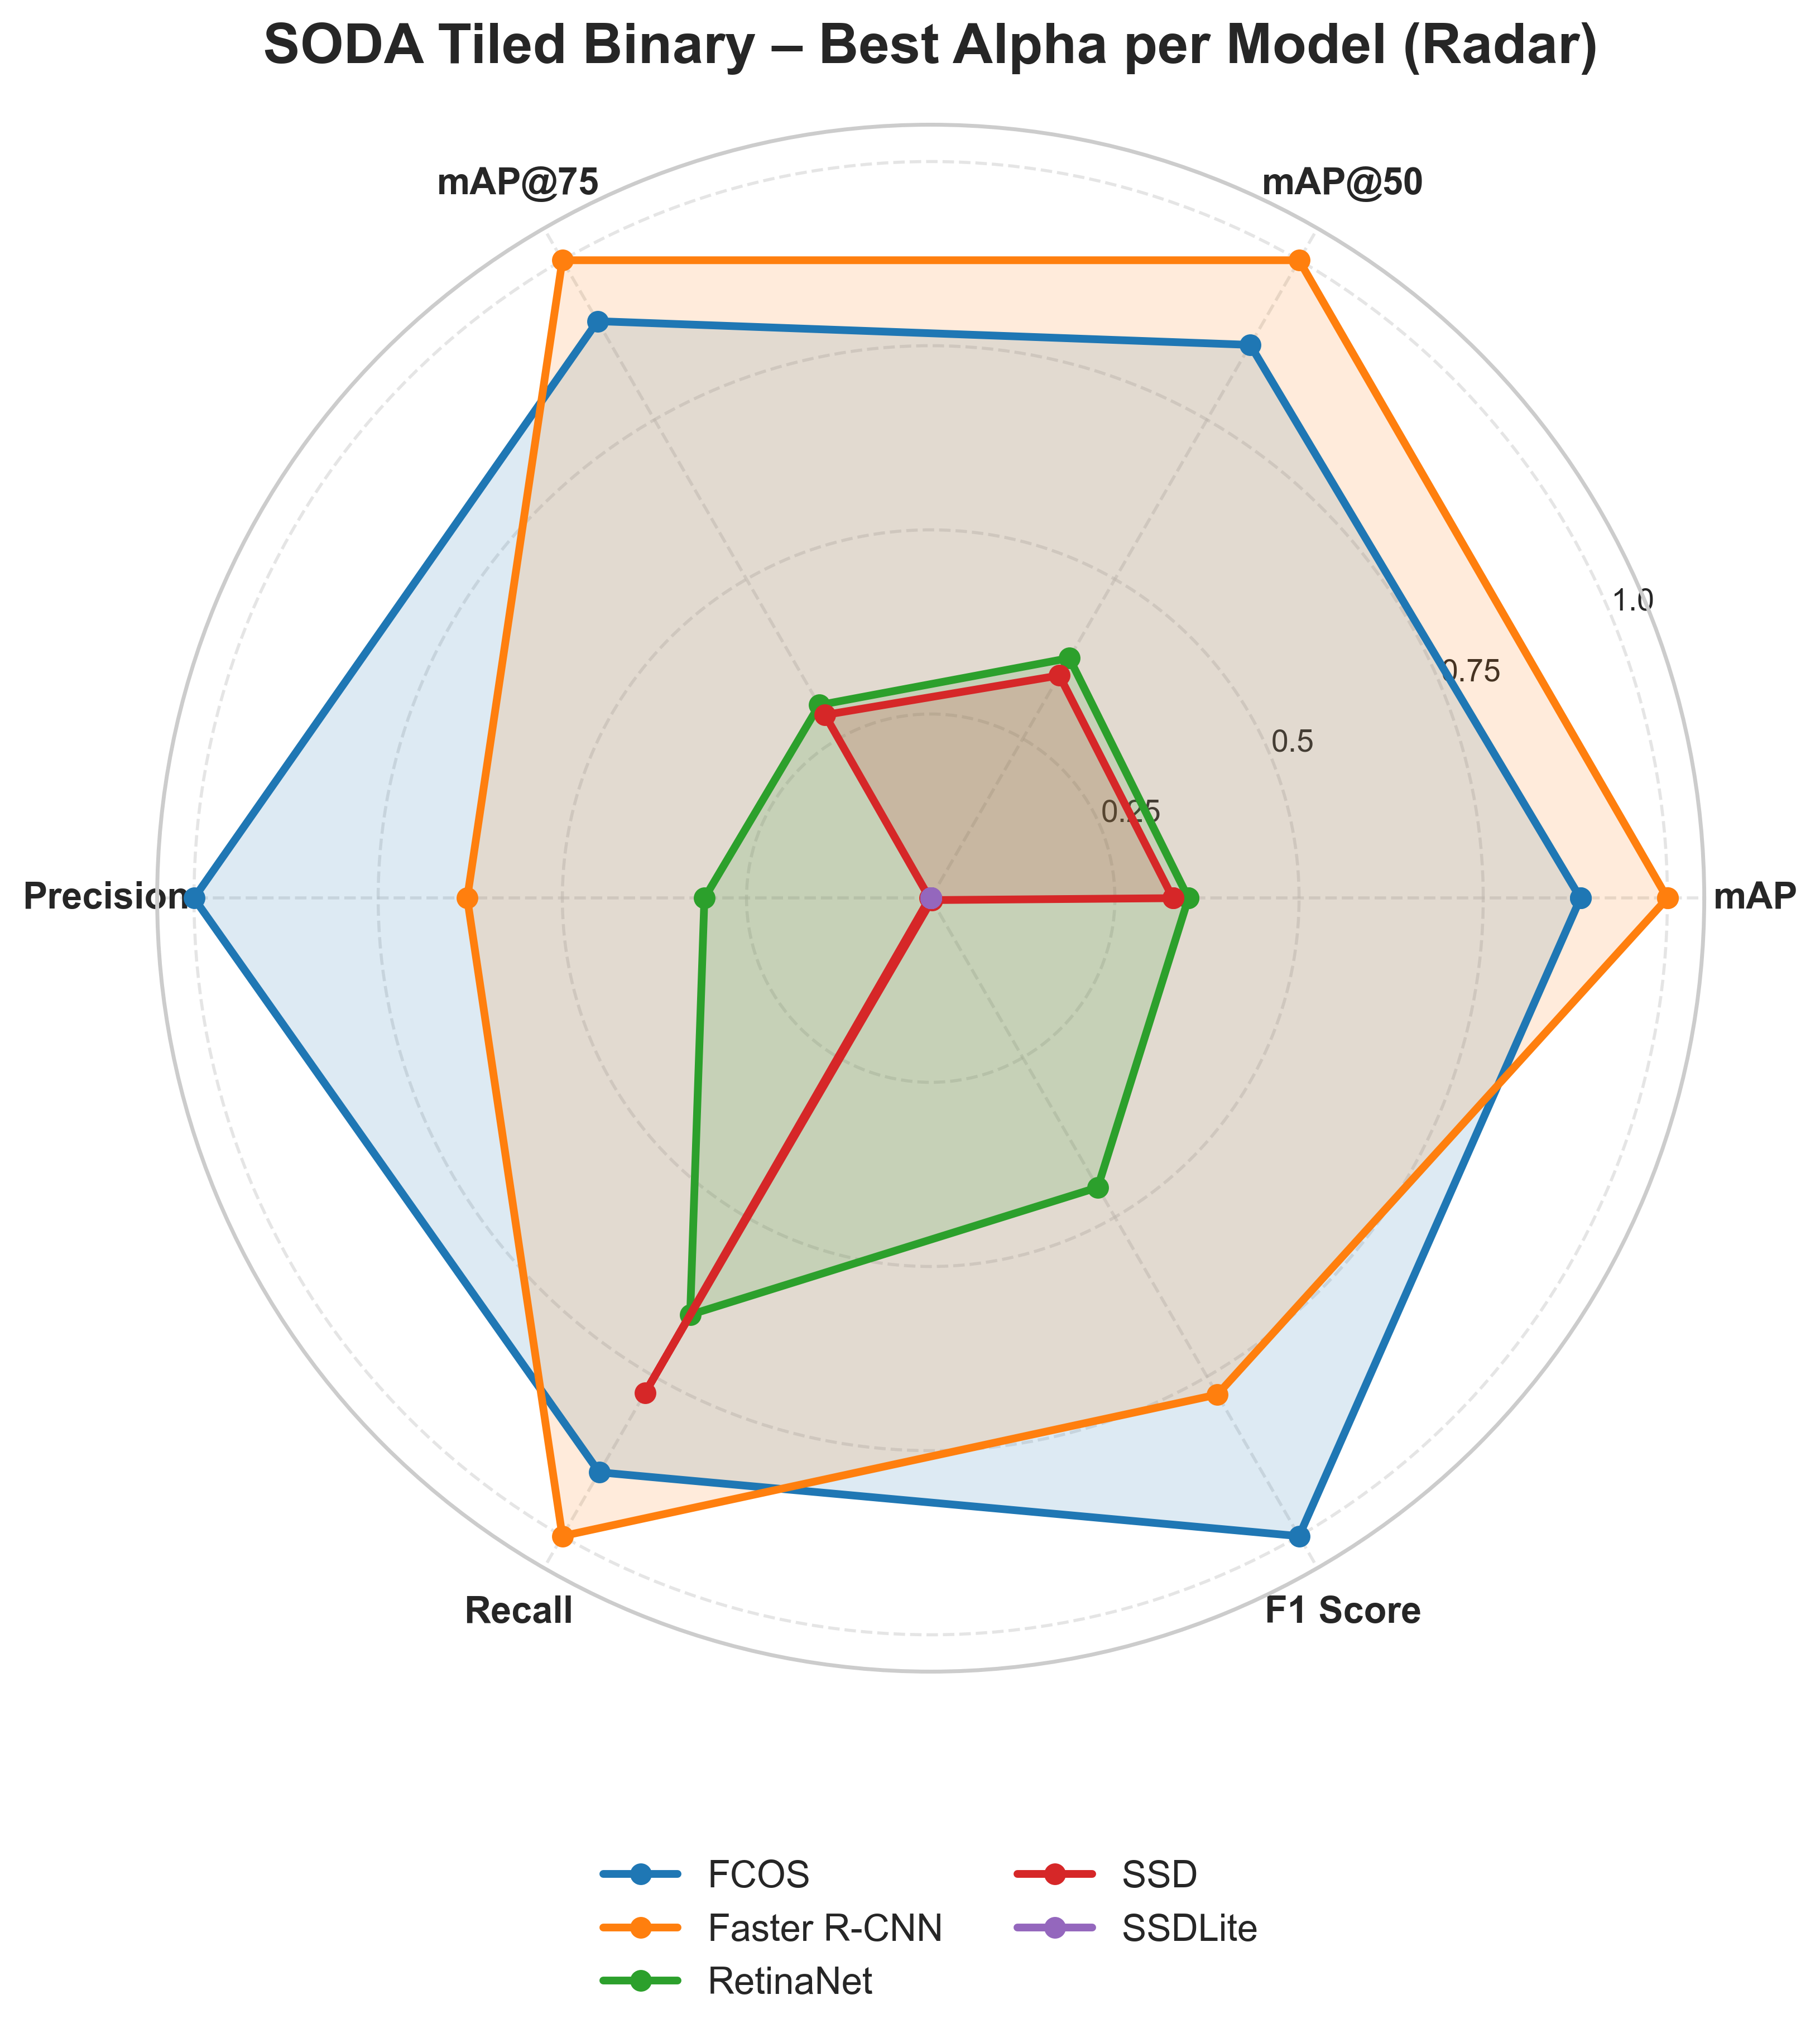 SODA Tiled Binary – Best Alpha per Model (Radar)
mAP@75
mAP@50
1.0
0.75
0.5
0.25
Precision
mAP
Recall
F1 Score
FCOS
Faster R-CNN
RetinaNet
SSD
SSDLite